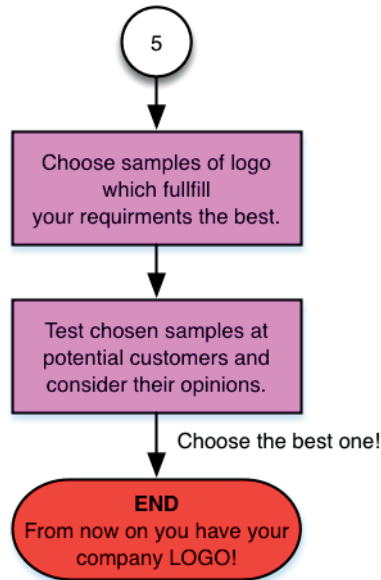 5
Choose samples of logo
which fullfill
your requirments the best.
Test chosen samples at
potential customers and
consider their opinions.
Choose the best one!
END
From now on you have your
company LOGO!